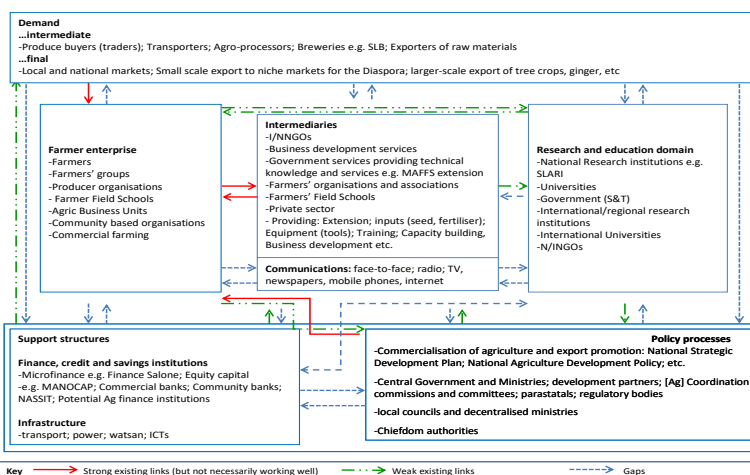 Demand
…intermediate
-Produce buyers (traders); Transporters; Agro-processors; Breweries e.g. SLB; Exporters of raw materials
…final
-Local and national markets; Small scale export to niche markets for the Diaspora; larger-scale export of tree crops, ginger, etc
Farmer enterprise
-Farmers
-Farmers' groups
-Producer organisations
- Farmer Field Schools
-Agric Business Units
-Community based organisations
-Commercial farming
Intermediaries
-I/NNGOs
-Business development services
-Government services providing technical
knowledge and services e.g. MAFFS extension
-Farmers' organisations and associations
-Farmers' Field Schools
-Private sector
- Providing: Extension; inputs (seed, fertiliser);
Equipment (tools); Training; Capacity building,
Business development etc.
Communications: face-to-face; radio; TV,
newspapers, mobile phones, internet
Research and education domain
-National Research institutions e.g.
SLARI
-Universities
-Government (S&T)
-International/regional research
institutions
-International Universities
-N/INGOs
Support structures
Finance, credit and savings institutions
-Microfinance e.g. Finance Salone; Equity capital
-e.g. MANOCAP; Commercial banks; Community banks;
NASSIT; Potential Ag finance institutions
Infrastructure
-transport; power; watsan; ICTs
Policy processes
-Commercialisation of agriculture and export promotion: National Strategic
Development Plan; National Agriculture Development Policy; etc.
-Central Government and Ministries; development partners; [Ag] Coordination
commissions and committees; parastatals; regulatory bodies
-local councils and decentralised ministries
-Chiefdom authorities
Key Strong existing links (but not necessarily working well) Weak existing links Gaps